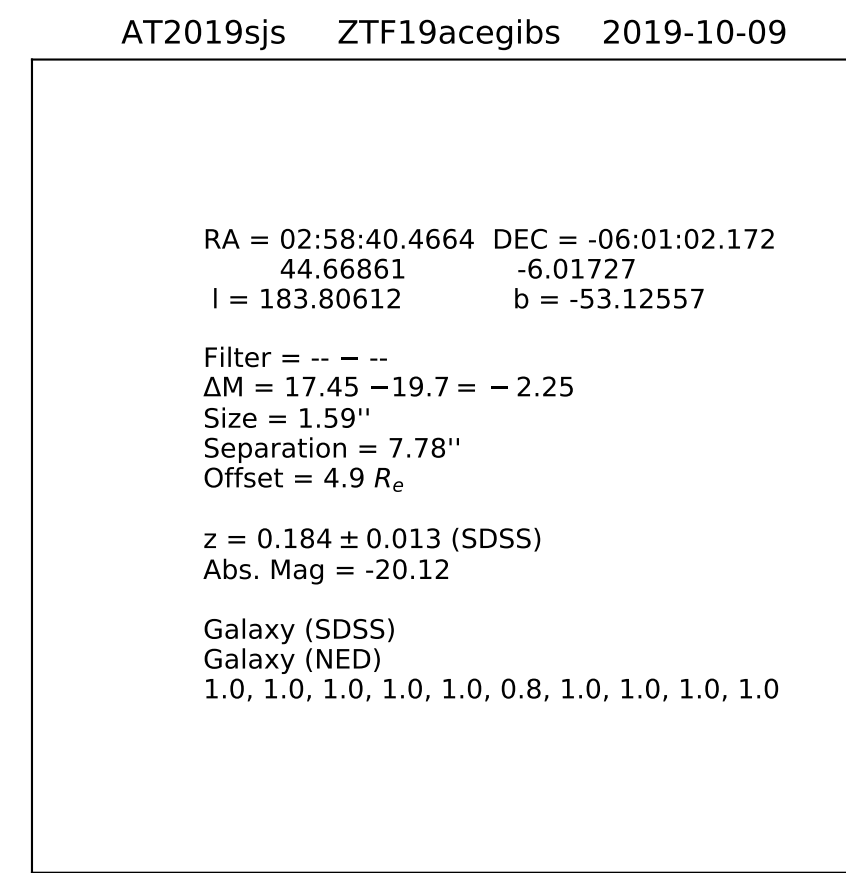 AT2019sjs ZTF19acegibs 2019-10-09
RA = 02:58:40.4664 DEC = -06:01:02.172
44.66861 -6.01727
l = 183.80612 b = -53.12557
Filter = -- − --
ΔM = 17.45 −19.7 = − 2.25
Size = 1.59''
Separation = 7.78''
Offset = 4.9 Rₑ
z = 0.184 ± 0.013 (SDSS)
Abs. Mag = -20.12
Galaxy (SDSS)
Galaxy (NED)
1.0, 1.0, 1.0, 1.0, 1.0, 0.8, 1.0, 1.0, 1.0, 1.0